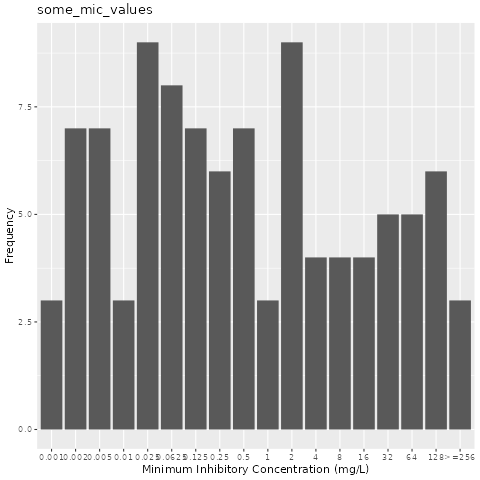 some_mic_values
Frequency
7.5
5.0
2.5
0.0
0.001 0.002 0.005 0.01 0.025 0.0625 0.125 0.25 0.5 1 2 4 8 16 32 64 128 >=256
Minimum Inhibitory Concentration (mg/L)